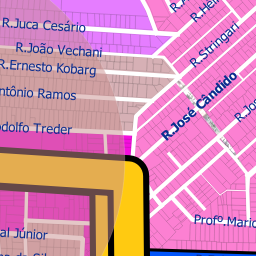 R.Juca Cesário
R.João Vechani
R.Ernesto Kobarg
ntônio Ramos
dolfo Treder
R.Stringari
R.José Cândido
Profº.Mario
al Júnior